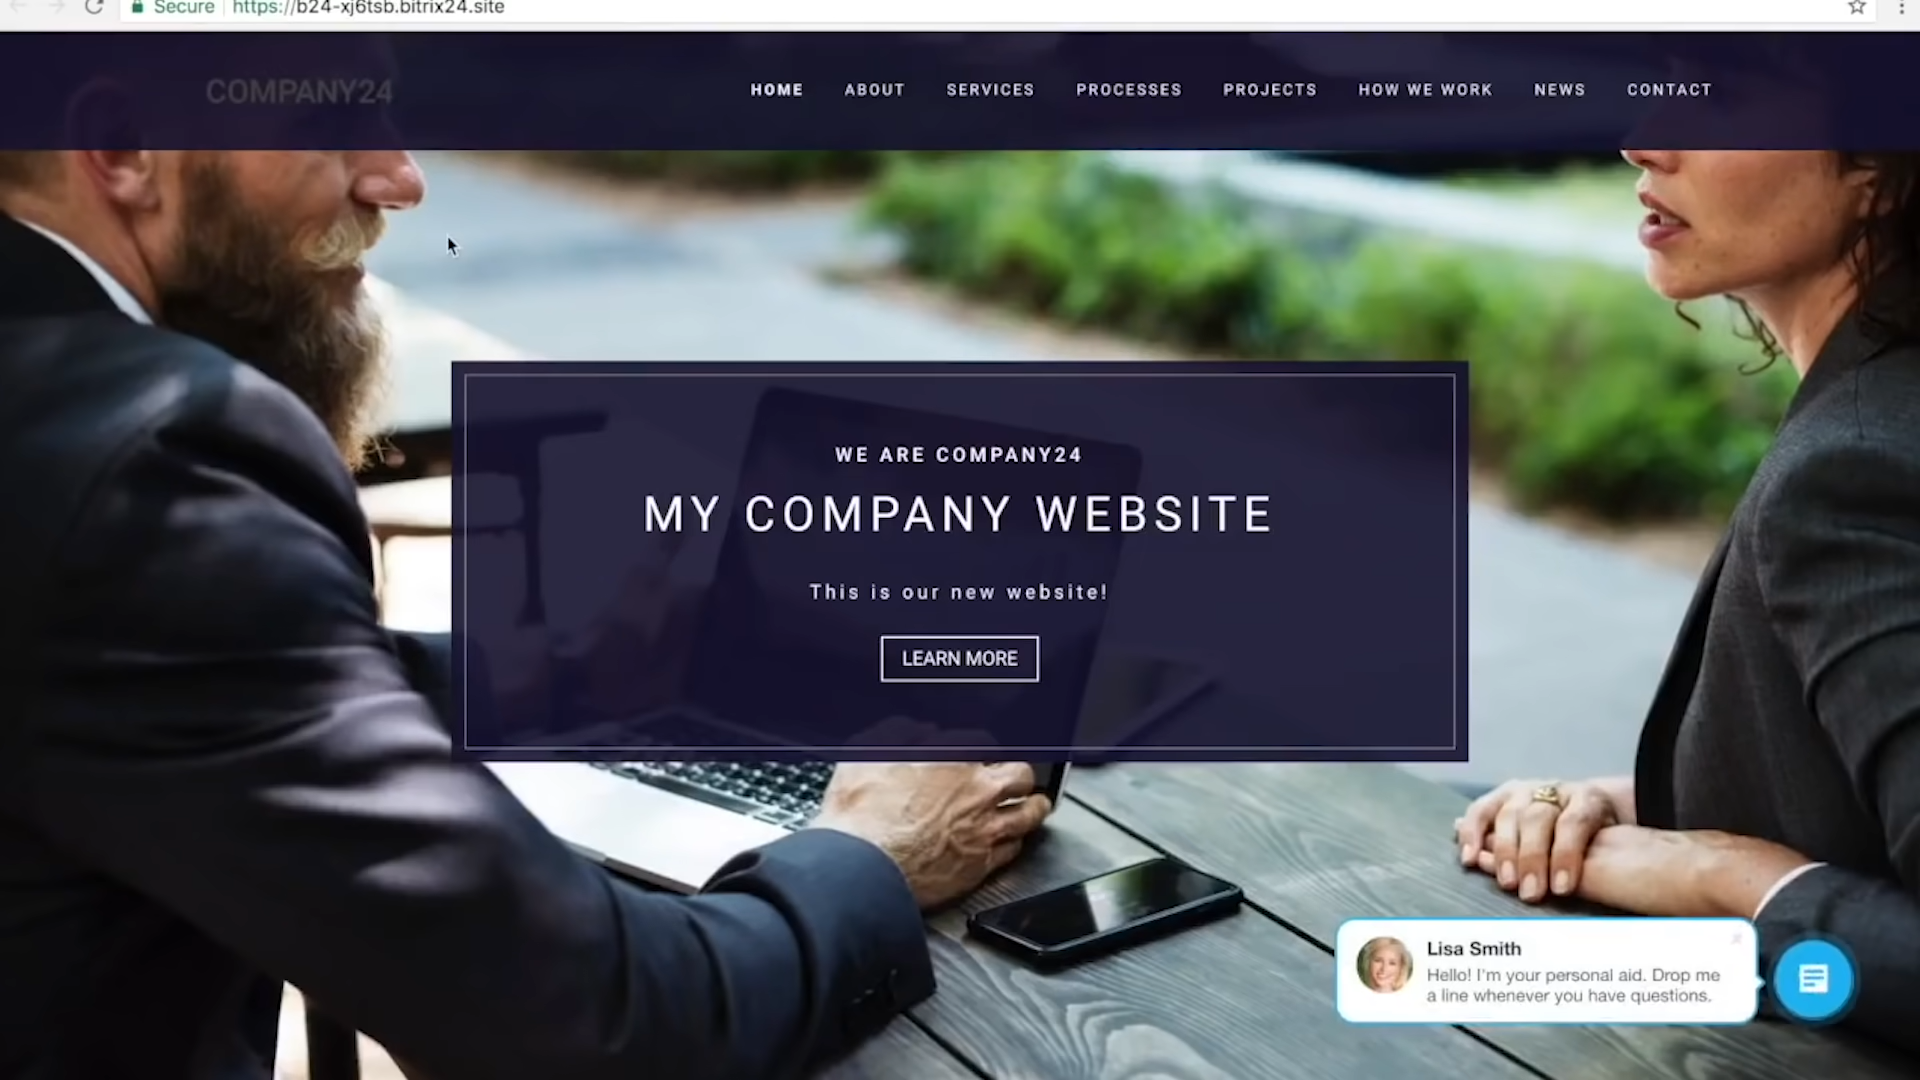 Secure https://b24-xj6tsb.bitrix24.site
COMPANY24
HOME ABOUT SERVICES PROCESSES PROJECTS HOW WE WORK NEWS CONTACT
WE ARE COMPANY24
MY COMPANY WEBSITE
This is our new website!
LEARN MORE
Lisa Smith
Hello! I'm your personal aid. Drop me
a line whenever you have questions.